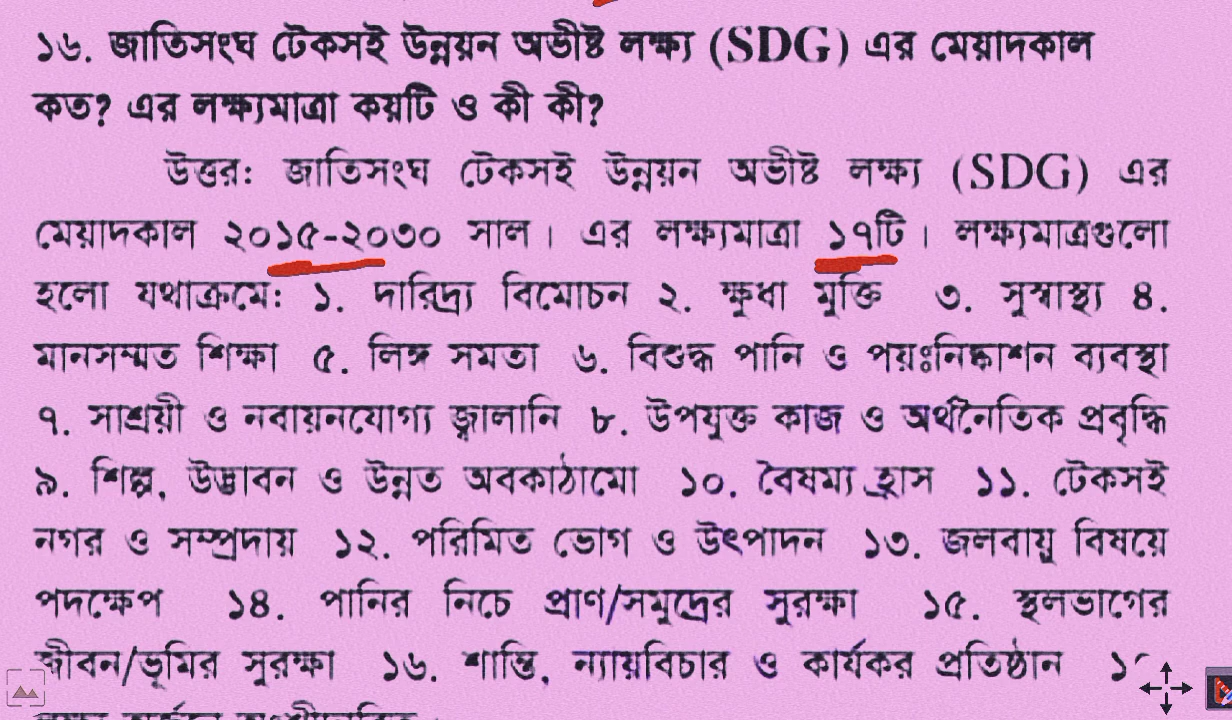 ১৬. জাতিসংঘ টেকসই উন্নয়ন অভীষ্ট লক্ষ্য (SDG) এর মেয়াদকাল
কত? এর লক্ষ্যমাত্রা কয়টি ও কী কী?
উত্তর: জাতিসংঘ টেকসই উন্নয়ন অভীষ্ট লক্ষ্য (SDG) এর
মেয়াদকাল ২০১৫-২০৩০ সাল। এর লক্ষ্যমাত্রা ১৭টি। লক্ষ্যমাত্রগুলো
হলো যথাক্রমে: ১. দারিদ্র্য বিমোচন ২. ক্ষুধা মুক্তি ৩. সুস্বাস্থ্য ৪.
মানসম্মত শিক্ষা ৫. লিঙ্গ সমতা ৬. বিশুদ্ধ পানি ও পয়ঃনিষ্কাশন ব্যবস্থা
৭. সাশ্রয়ী ও নবায়নযোগ্য জ্বালানি ৮. উপযুক্ত কাজ ও অর্থনৈতিক প্রবৃদ্ধি
৯. শিল্প, উদ্ভাবন ও উন্নত অবকাঠামো ১০. বৈষম্য হ্রাস ১১. টেকসই
নগর ও সম্প্রদায় ১২. পরিমিত ভোগ ও উৎপাদন ১৩. জলবায়ু বিষয়ে
পদক্ষেপ ১৪. পানির নিচে প্রাণ/সমুদ্রের সুরক্ষা ১৫. স্থলভাগের
জীবন/ভূমির সুরক্ষা ১৬. শান্তি, ন্যায়বিচার ও কার্যকর প্রতিষ্ঠান